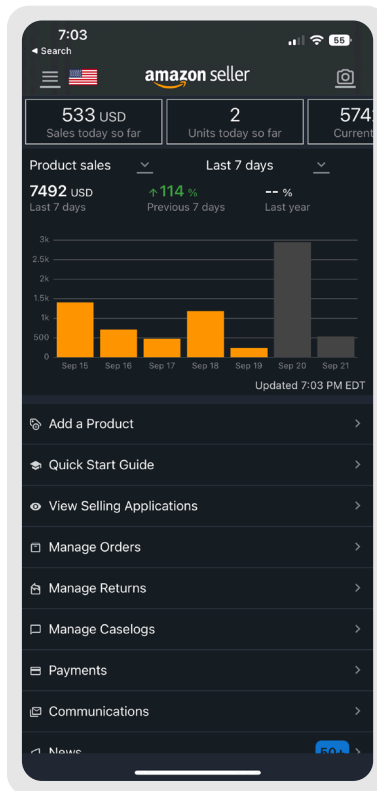 7:03
55
◄ Search
amazon seller
533 USD
Sales today so far
2
Units today so far
574
Current
Product sales
Last 7 days
7492 USD
↑114 %
-- %
Last 7 days
Previous 7 days
Last year
3k
2.5k
2k
1.5k
1k
500
0
Sep 15 Sep 16 Sep 17 Sep 18 Sep 19 Sep 20 Sep 21
Updated 7:03 PM EDT
Add a Product
Quick Start Guide
View Selling Applications
Manage Orders
Manage Returns
Manage Caselogs
Payments
Communications
News
50+